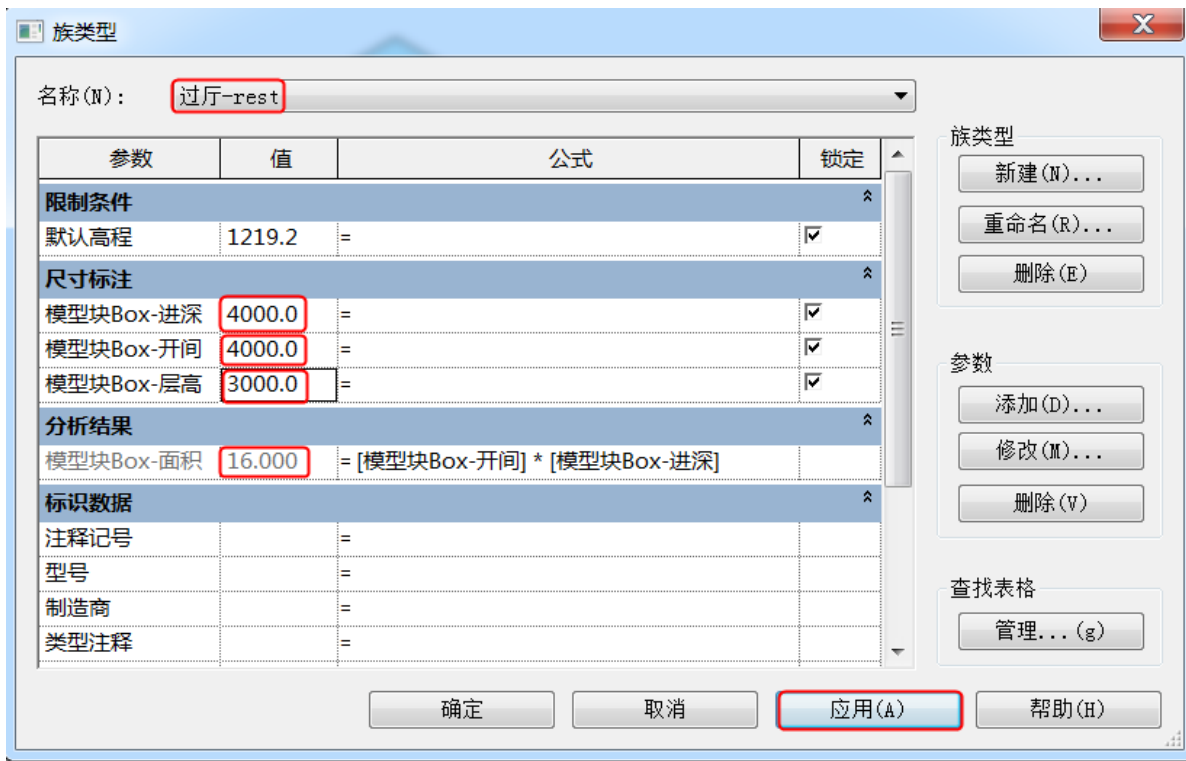 族类型
X
名称(N): 过厅-rest
参数 值 公式 锁定
限制条件
默认高程 1219.2 =
尺寸标注
模型块Box-进深 4000.0 =
模型块Box-开间 4000.0 =
模型块Box-层高 3000.0 =
分析结果
模型块Box-面积 16.000 = [模型块Box-开间] * [模型块Box-进深]
标识数据
注释记号 =
型号 =
制造商 =
类型注释 =
族类型
新建(N)...
重命名(R)...
删除(E)
参数
添加(D)...
修改(M)...
删除(V)
查找表格
管理...(g)
确定 取消 应用(A) 帮助(H)